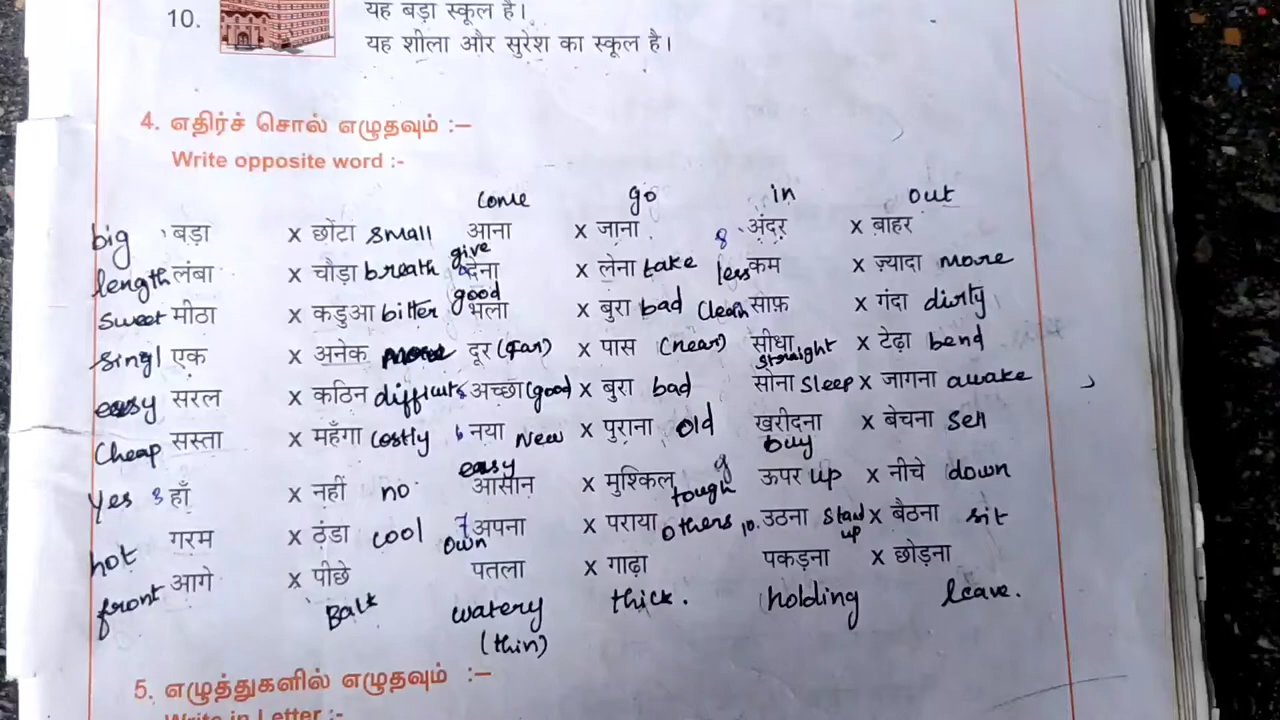 10.
यह बड़ा स्कूल है।
यह शीला और सुरेश का स्कूल है।
4. எதிர்ச் சொல் எழுதவும் :–
Write opposite word :-
come go in out
big बड़ा x छोंटा small आना x जाना 8. अंदर x बाहर
length लंबा x चौड़ा breath give देना x लेना take less कम x ज़्यादा more
sweet मीठा x कडुआ bitter good भला x बुरा bad Clean साफ़ x गंदा dirty
singl एक x अनेक more दूर (far) x पास (near) सीधा straight x टेढ़ा bend
easy सरल x कठिन difficult अच्छा (good x बुरा bad सोना sleep x जागना awake
Cheap सस्ता x महँगा costly 6 नया new x पुराना old खरीदना buy x बेचना sell
yes 3 हाँ x नहीं no easy आसान x मुश्किल tough 9 ऊपर up x नीचे down
hot गरम x ठंडा cool 7 अपना own x पराया others 10. उठना stand up x बैठना sit
front आगे x पीछे पतला x गाढ़ा पकड़ना x छोड़ना
Back watery thick. holding leave.
(thin)
5. எழுத்துகளில் எழுதவும் :–
Write in Letter :-